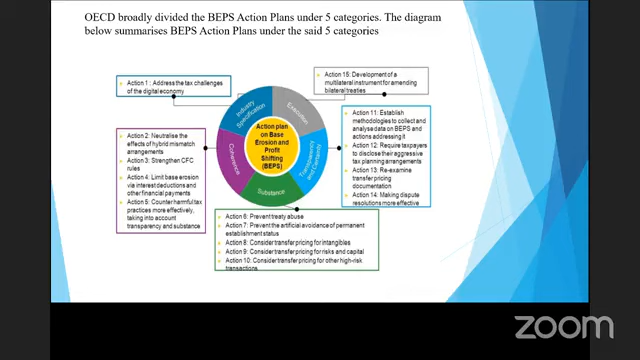 OECD broadly divided the BEPS Action Plans under 5 categories. The diagram
below summarises BEPS Action Plans under the said 5 categories
Action 1 : Address the tax challenges
of the digital economy
Action 15: Development of a
multilateral instrument for amending
bilateral treaties
Industry
Specification
Execution
Coherence
Action plan
on Base
Erosion and
Profit
Shifting
(BEPS)
Transparency
and Certainty
Substance
Action 2: Neutralise the
effects of hybrid mismatch
arrangements
Action 3: Strengthen CFC
rules
Action 4: Limit base erosion
via interest deductions and
other financial payments
Action 5: Counter harmful tax
practices more effectively,
taking into account
transparency and substance
Action 11: Establish
methodologies to collect and
analyse data on BEPS and
actions addressing it
Action 12: Require taxpayers
to disclose their aggressive
tax planning arrangements
Action 13: Re-examine
transfer pricing
documentation
Action 14: Making dispute
resolutions more effective
Action 6: Prevent treaty abuse
Action 7: Prevent the artificial avoidance of permanent
establishment status
Action 8: Consider transfer pricing for intangibles
Action 9: Consider transfer pricing for risks and capital
Action 10: Consider transfer pricing for other high-risk
transactions
zoom